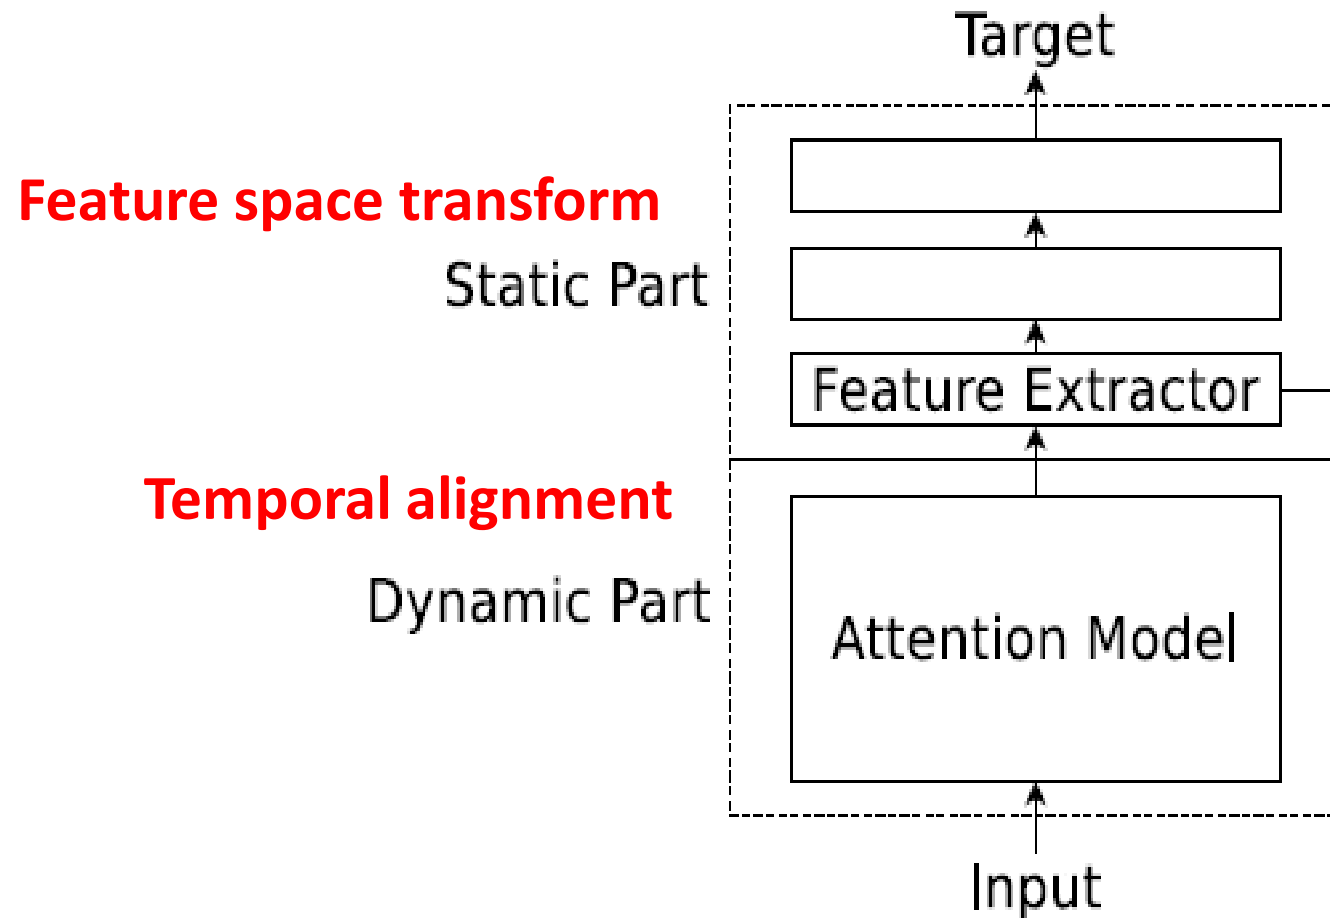 Target
Feature space transform
Static Part
Feature Extractor
Temporal alignment
Dynamic Part
Attention Model
Input